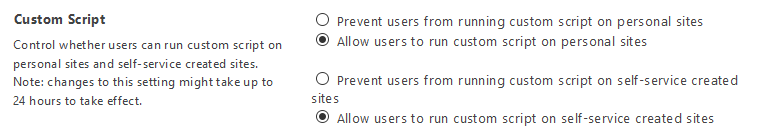 Custom Script
Control whether users can run custom script on
personal sites and self-service created sites.
Note: changes to this setting might take up to
24 hours to take effect.
Prevent users from running custom script on personal sites
Allow users to run custom script on personal sites
Prevent users from running custom script on self-service created
sites
Allow users to run custom script on self-service created sites